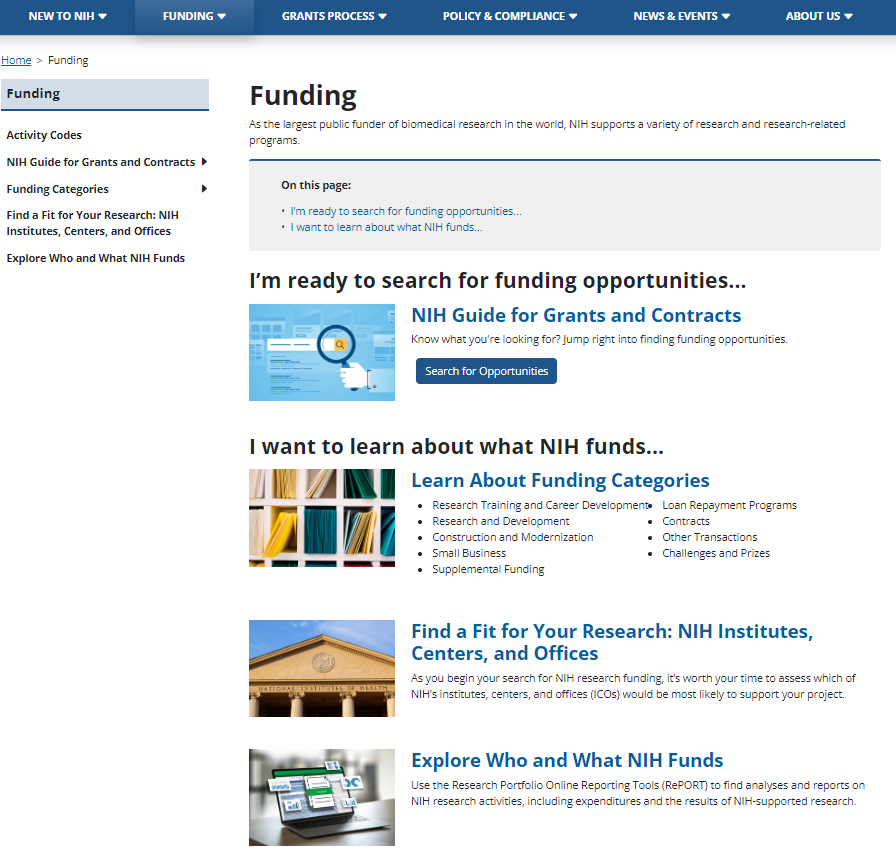 NEW TO NIH
FUNDING
GRANTS PROCESS
POLICY & COMPLIANCE
NEWS & EVENTS
ABOUT US
Home > Funding
Funding
Activity Codes
NIH Guide for Grants and Contracts
Funding Categories
Find a Fit for Your Research: NIH
Institutes, Centers, and Offices
Explore Who and What NIH Funds
Funding
As the largest public funder of biomedical research in the world, NIH supports a variety of research and research-related
programs.
On this page:
• I'm ready to search for funding opportunities...
• I want to learn about what NIH funds...
I'm ready to search for funding opportunities...
NIH Guide for Grants and Contracts
Know what you're looking for? Jump right into finding funding opportunities.
Search for Opportunities
I want to learn about what NIH funds...
Learn About Funding Categories
• Research Training and Career Development
• Research and Development
• Construction and Modernization
• Small Business
• Supplemental Funding
• Loan Repayment Programs
• Contracts
• Other Transactions
• Challenges and Prizes
NATIONAL INSTITUTES OF HEALTH
Find a Fit for Your Research: NIH Institutes,
Centers, and Offices
As you begin your search for NIH research funding, it's worth your time to assess which of
NIH's institutes, centers, and offices (ICOs) would be most likely to support your project.
Explore Who and What NIH Funds
Use the Research Portfolio Online Reporting Tools (RePORT) to find analyses and reports on
NIH research activities, including expenditures and the results of NIH-supported research.